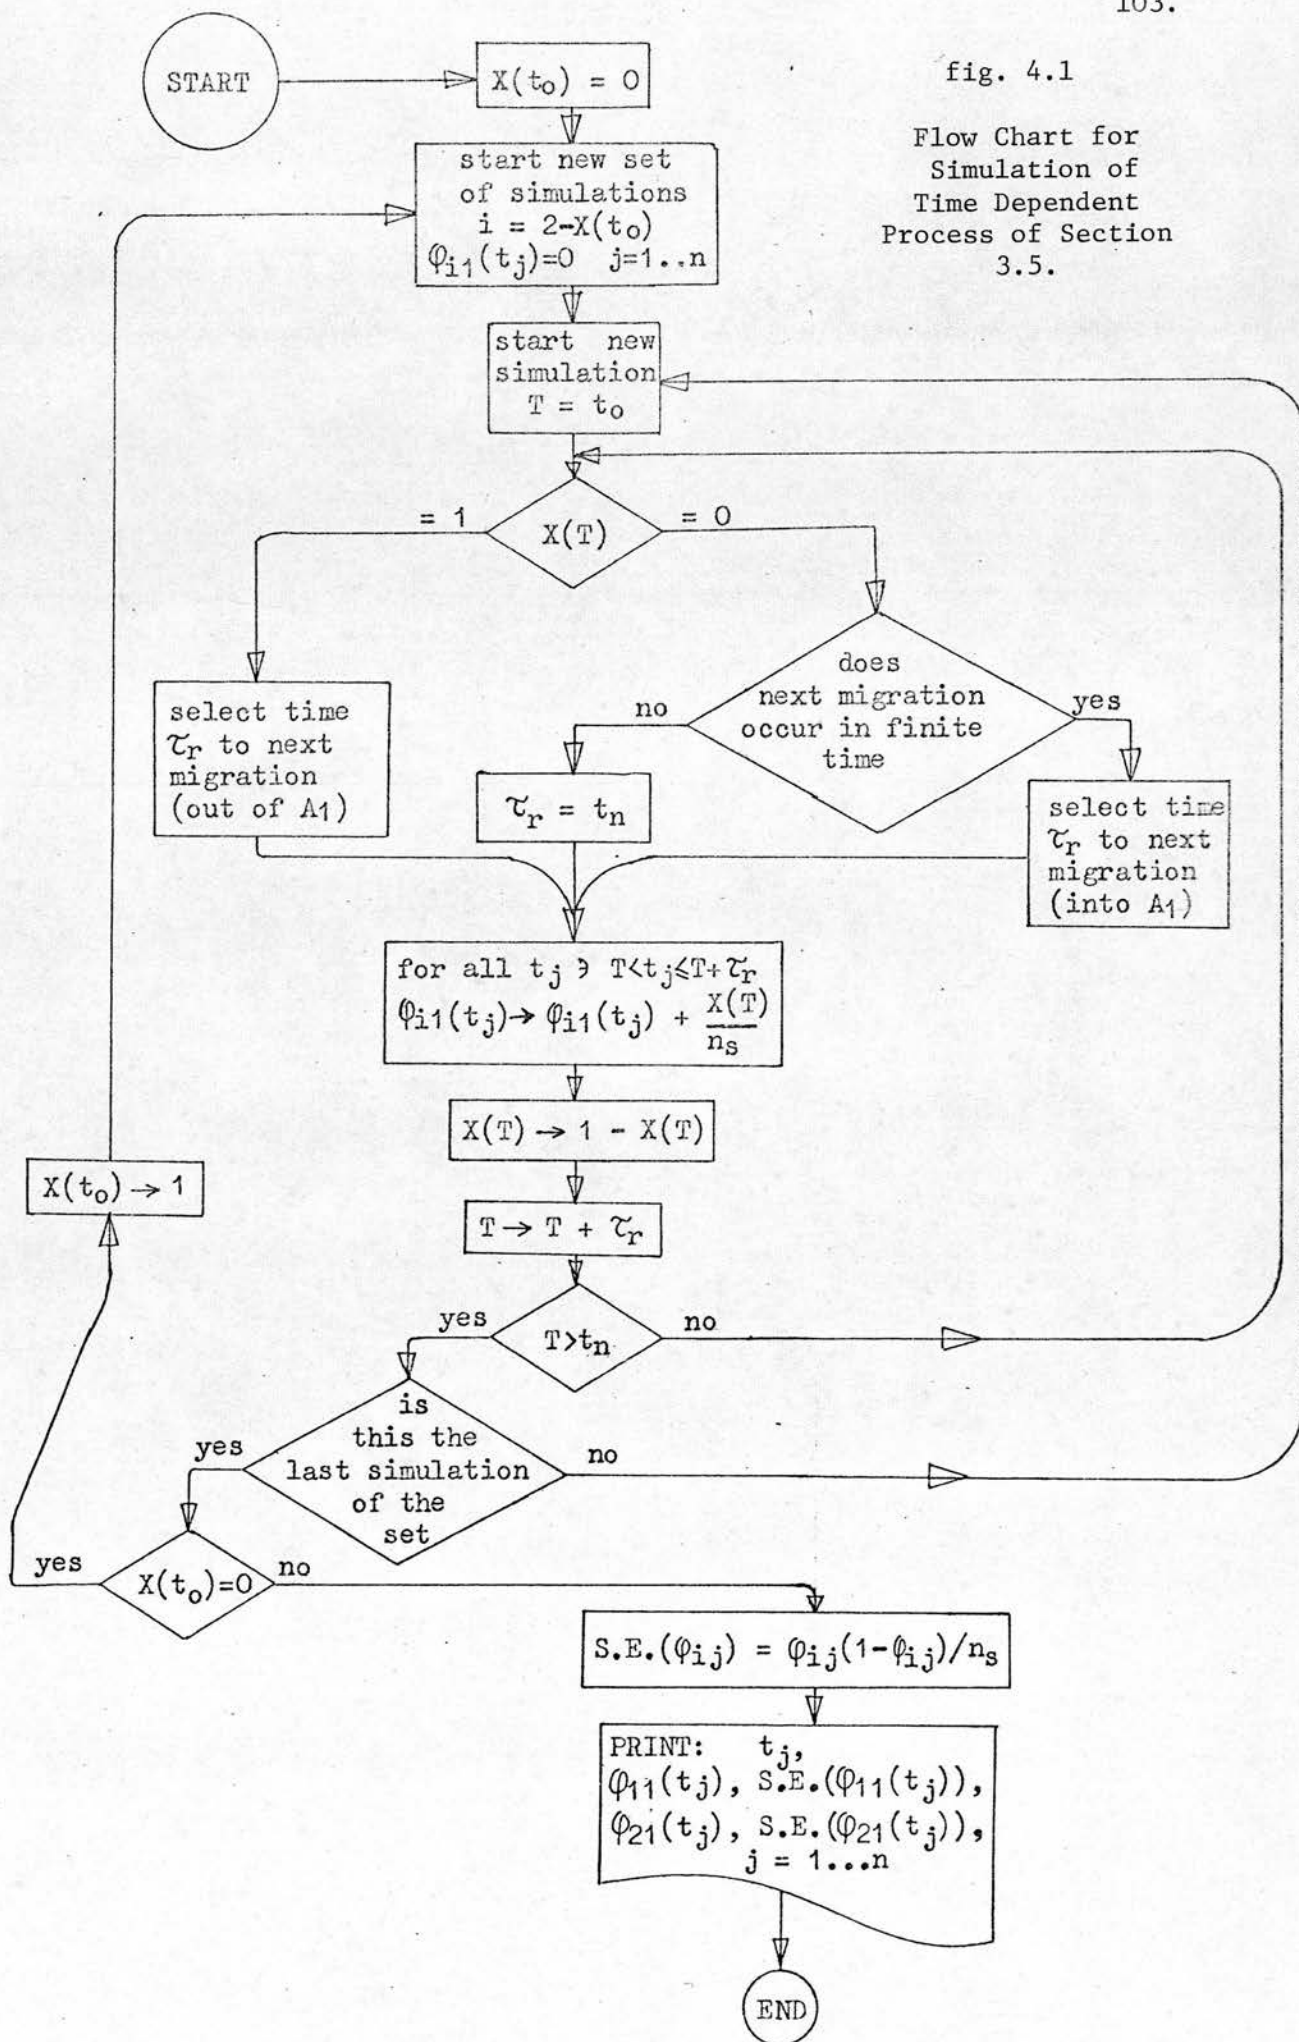 103.
fig. 4.1
Flow Chart for
Simulation of
Time Dependent
Process of Section
3.5.
START
X(t₀) = 0
start new set
of simulations
i = 2-X(t₀)
φᵢ₁(tⱼ)=0 j=1..n
start new
simulation
T = t₀
= 1
X(T)
= 0
does
next migration
occur in finite
time
no
yes
select time
τᵣ to next
migration
(out of A₁)
τᵣ = tₙ
select time
τᵣ to next
migration
(into A₁)
for all tⱼ ∋ T<tⱼ≤T+τᵣ
φᵢ₁(tⱼ)→ φᵢ₁(tⱼ) + X(T)/nₛ
X(T) → 1 - X(T)
X(t₀) → 1
T → T + τᵣ
yes
T>tₙ
no
is
this the
last simulation
of the
set
yes
no
yes
X(t₀)=0
no
S.E.(φᵢⱼ) = φᵢⱼ(1-φᵢⱼ)/nₛ
PRINT: tⱼ,
φ₁₁(tⱼ), S.E.(φ₁₁(tⱼ)),
φ₂₁(tⱼ), S.E.(φ₂₁(tⱼ)),
j = 1...n
END